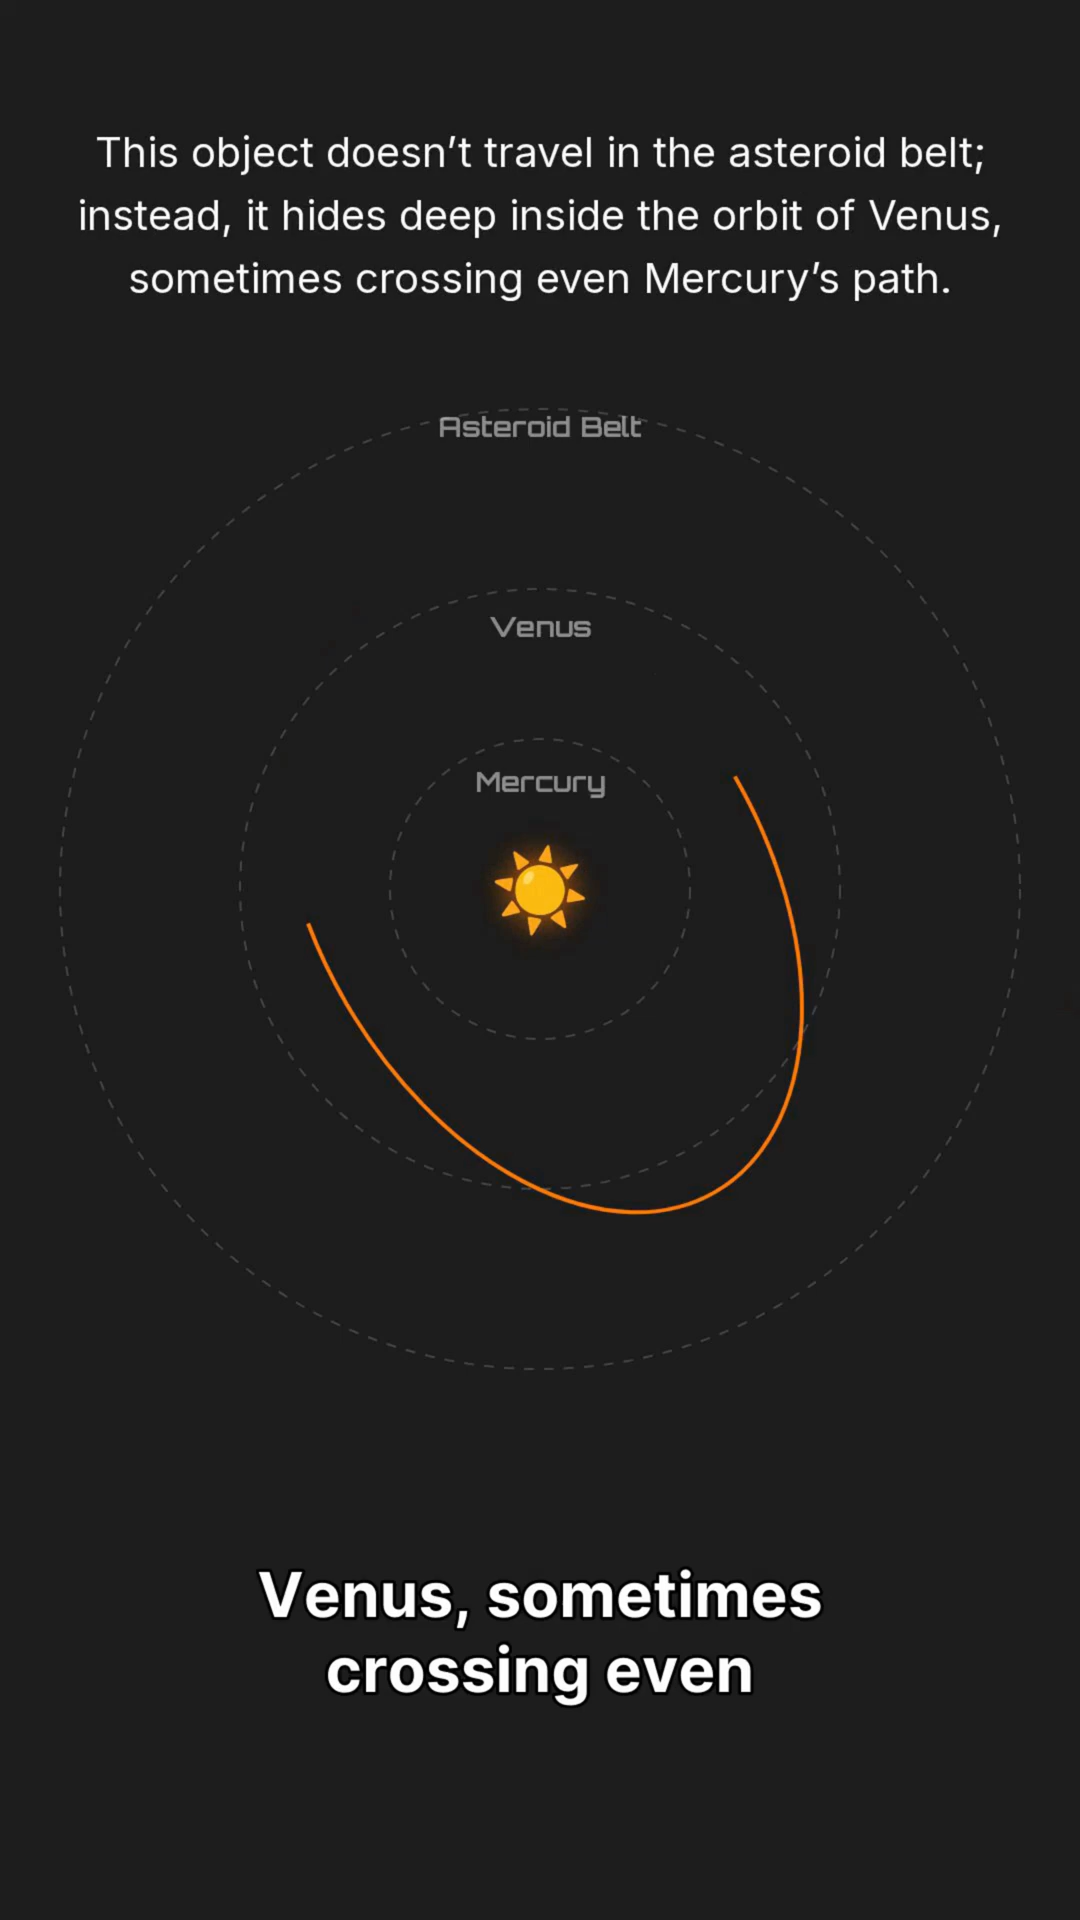 This object doesn’t travel in the asteroid belt;
instead, it hides deep inside the orbit of Venus,
sometimes crossing even Mercury’s path.
Asteroid Belt
Venus
Mercury
Venus, sometimes
crossing even